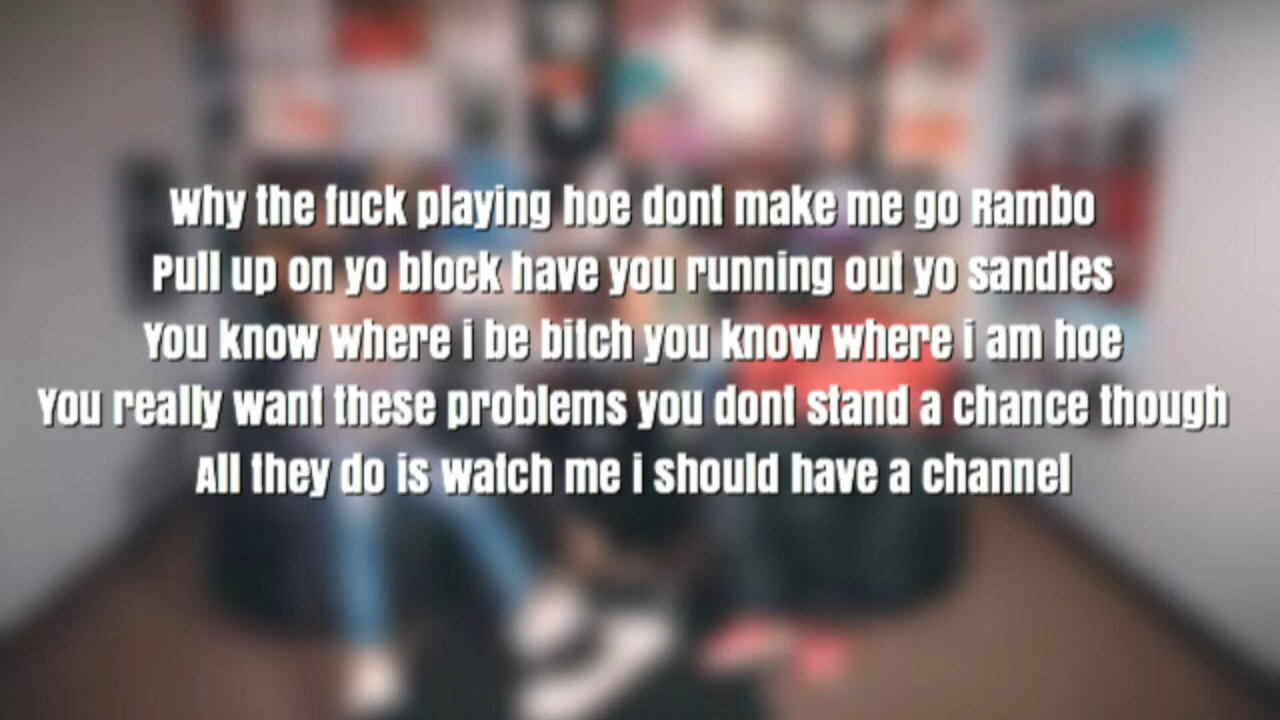 Why the fuck playing hoe dont make me go Rambo
Pull up on yo block have you running out yo sandles
You know where i be bitch you know where i am hoe
You really want these problems you dont stand a chance though
All they do is watch me i should have a channel